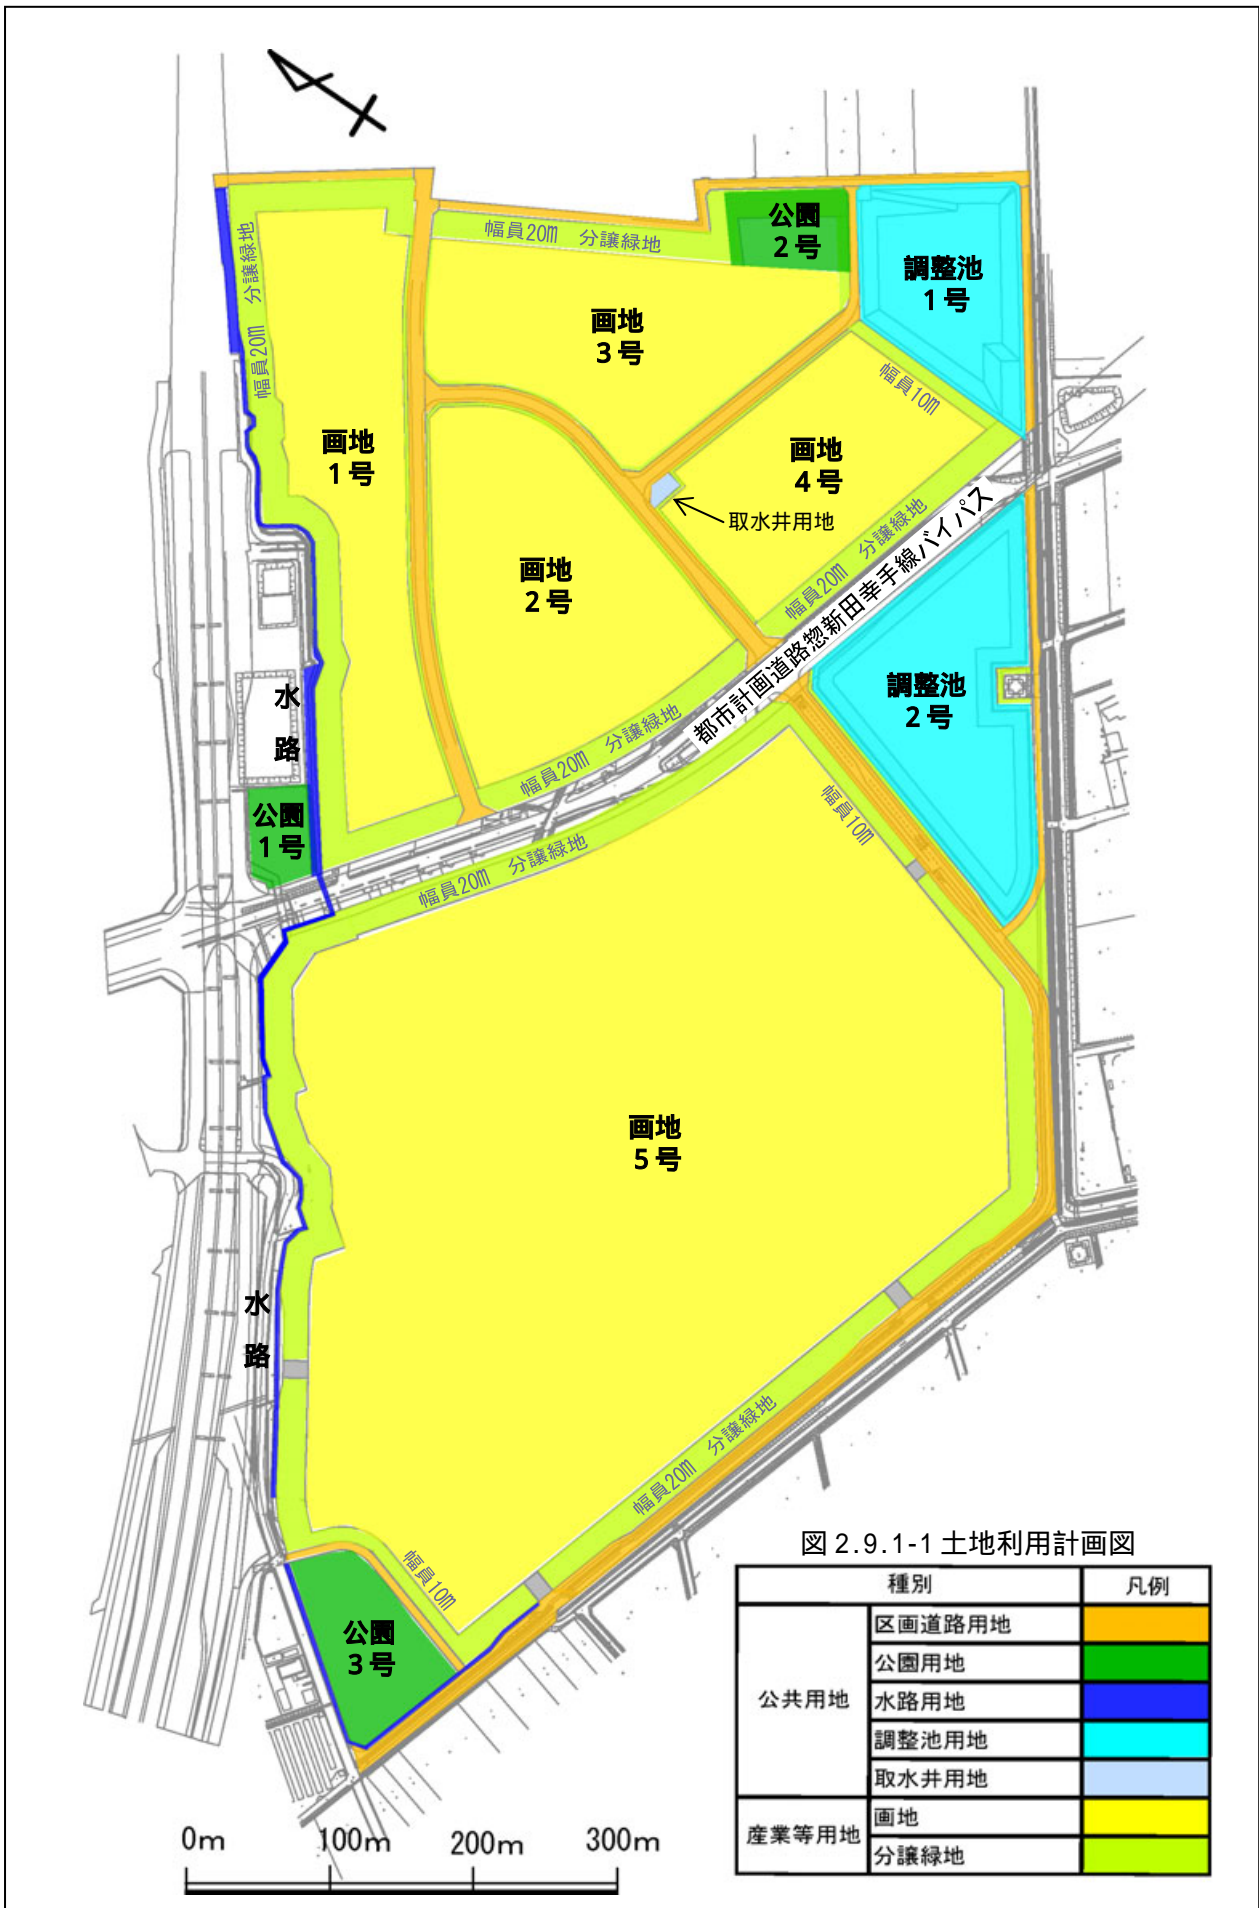 幅員20m 分譲緑地
公園
2号
調整池
1号
幅員20m 分譲緑地
画地
3号
幅員10m
画地
1号
画地
4号
取水井用地
画地
2号
幅員20m 分譲緑地
都市計画道路惣新田幸手線バイパス
水
路
調整池
2号
幅員20m 分譲緑地
幅員10m
公園
1号
幅員20m 分譲緑地
画地
5号
水
路
幅員20m 分譲緑地
幅員10m
公園
3号
図 2.9.1-1 土地利用計画図
種別 凡例
公共用地
区画道路用地
公園用地
水路用地
調整池用地
取水井用地
産業等用地
画地
分譲緑地
0m 100m 200m 300m